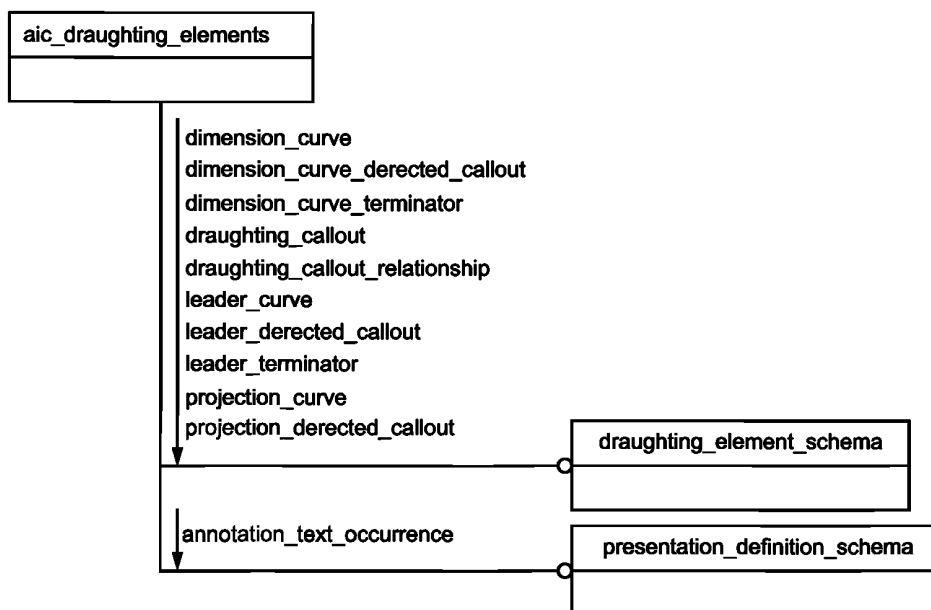 aic_draughting_elements
dimension_curve
dimension_curve_derected_callout
dimension_curve_terminator
draughting_callout
draughting_callout_relationship
leader_curve
leader_derected_callout
leader_terminator
projection_curve
projection_derected_callout
draughting_element_schema
annotation_text_occurrence
presentation_definition_schema